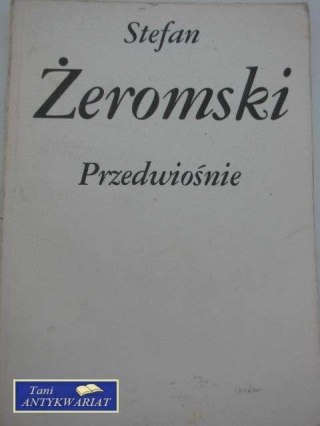 Stefan
Żeromski
Przedwiośnie
Tani
ANTYKWARIAT